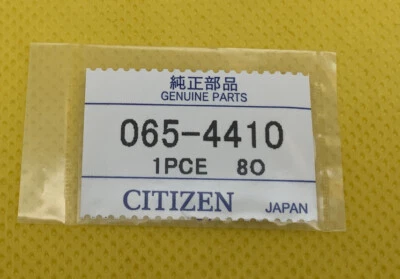 純正部品
GENUINE PARTS
065-4410
1PCE 80
CITIZEN JAPAN